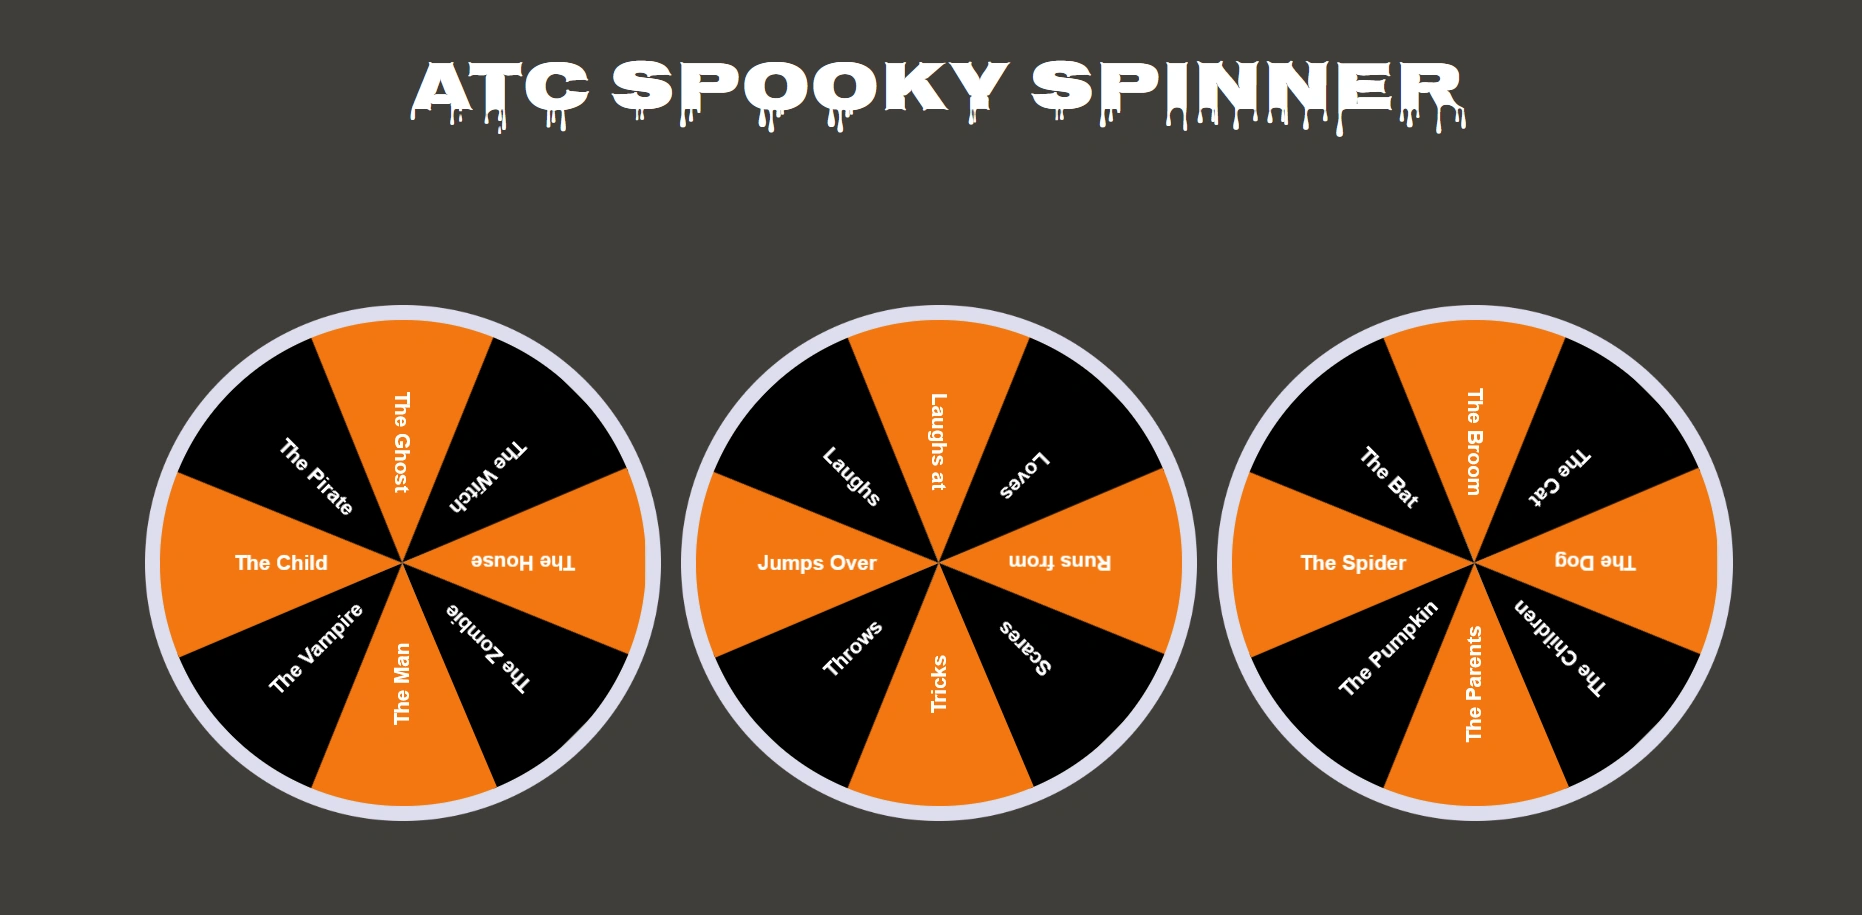 ATC SPOOKY SPINNER
The Ghost
The Witch
The House
The Zombie
The Man
The Vampire
The Child
The Pirate
Laughs at
Loves
Runs from
Scares
Tricks
Throws
Jumps Over
Laughs
The Broom
The Cat
The Dog
The Children
The Parents
The Pumpkin
The Spider
The Bat